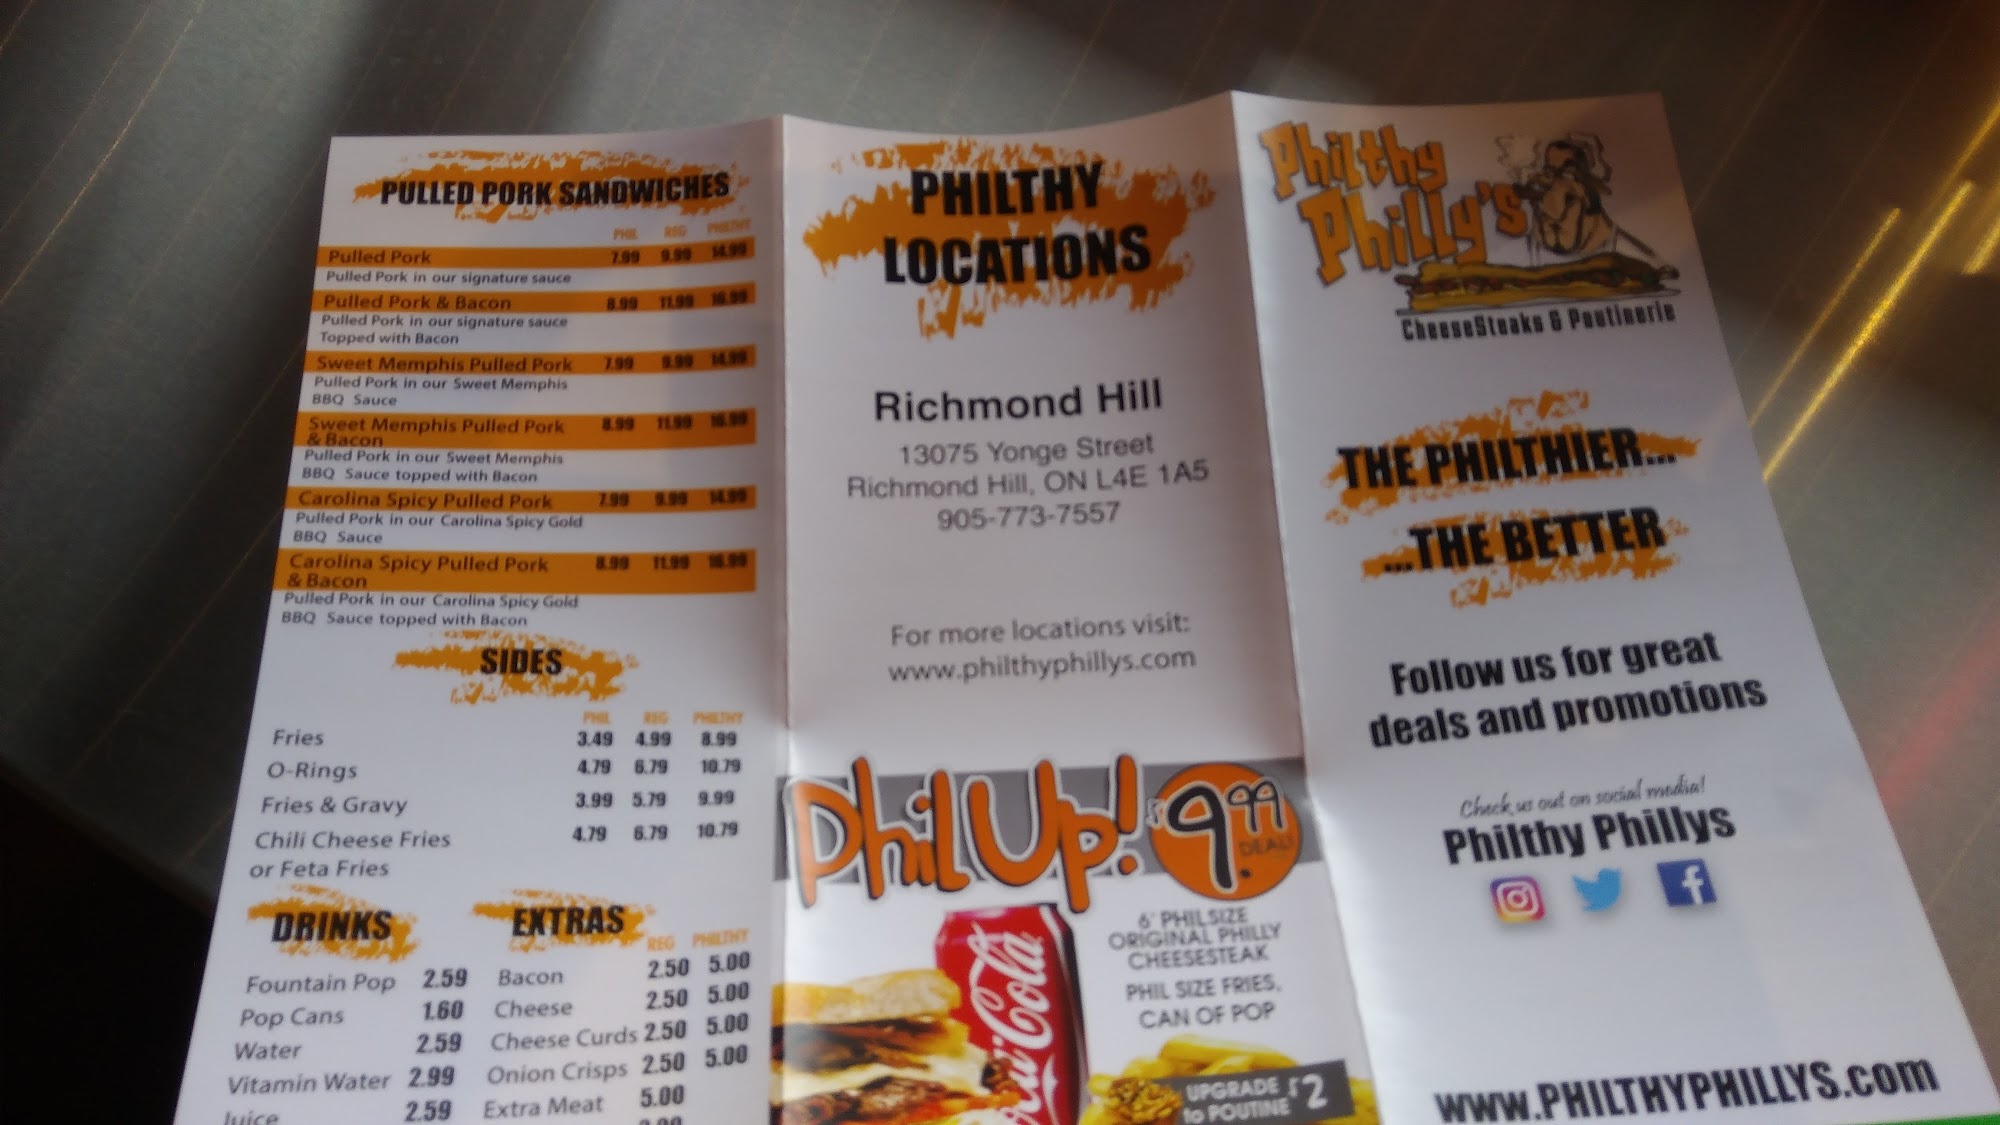 PULLED PORK SANDWICHES
PHIL REG PHILTHY
Pulled Pork 7.99 9.99 14.99
Pulled Pork in our signature sauce
Pulled Pork & Bacon 8.99 11.99 16.99
Pulled Pork in our signature sauce
Topped with Bacon
Sweet Memphis Pulled Pork 7.99 9.99 14.99
Pulled Pork in our Sweet Memphis
BBQ Sauce
Sweet Memphis Pulled Pork 8.99 11.99 16.99
& Bacon
Pulled Pork in our Sweet Memphis
BBQ Sauce topped with Bacon
Carolina Spicy Pulled Pork 7.99 9.99 14.99
Pulled Pork in our Carolina Spicy Gold
BBQ Sauce
Carolina Spicy Pulled Pork 8.99 11.99 16.99
& Bacon
Pulled Pork in our Carolina Spicy Gold
BBQ Sauce topped with Bacon
SIDES
PHIL REG PHILTHY
Fries 3.49 4.99 8.99
O-Rings 4.79 6.79 10.79
Fries & Gravy 3.99 5.79 9.99
Chili Cheese Fries 4.79 6.79 10.79
or Feta Fries
DRINKS
Fountain Pop 2.59
Pop Cans 1.60
Water 2.59
Vitamin Water 2.99
Juice 2.59
EXTRAS
REG PHILTHY
Bacon 2.50 5.00
Cheese 2.50 5.00
Cheese Curds 2.50 5.00
Onion Crisps 2.50 5.00
Extra Meat 5.00
PHILTHY
LOCATIONS
Richmond Hill
13075 Yonge Street
Richmond Hill, ON L4E 1A5
905-773-7557
For more locations visit:
www.philthyphillys.com
Phil Up! $9.99
DEAL!
6" PHIL SIZE
ORIGINAL PHILLY
CHEESESTEAK
PHIL SIZE FRIES,
CAN OF POP
Coca-Cola
UPGRADE
to POUTINE $2
Philthy
Philly's
CheeseSteaks & Poutinerie
THE PHILTHIER...
...THE BETTER
Follow us for great
deals and promotions
Check us out on social media!
Philthy Phillys
www.PHILTHYPHILLYS.com